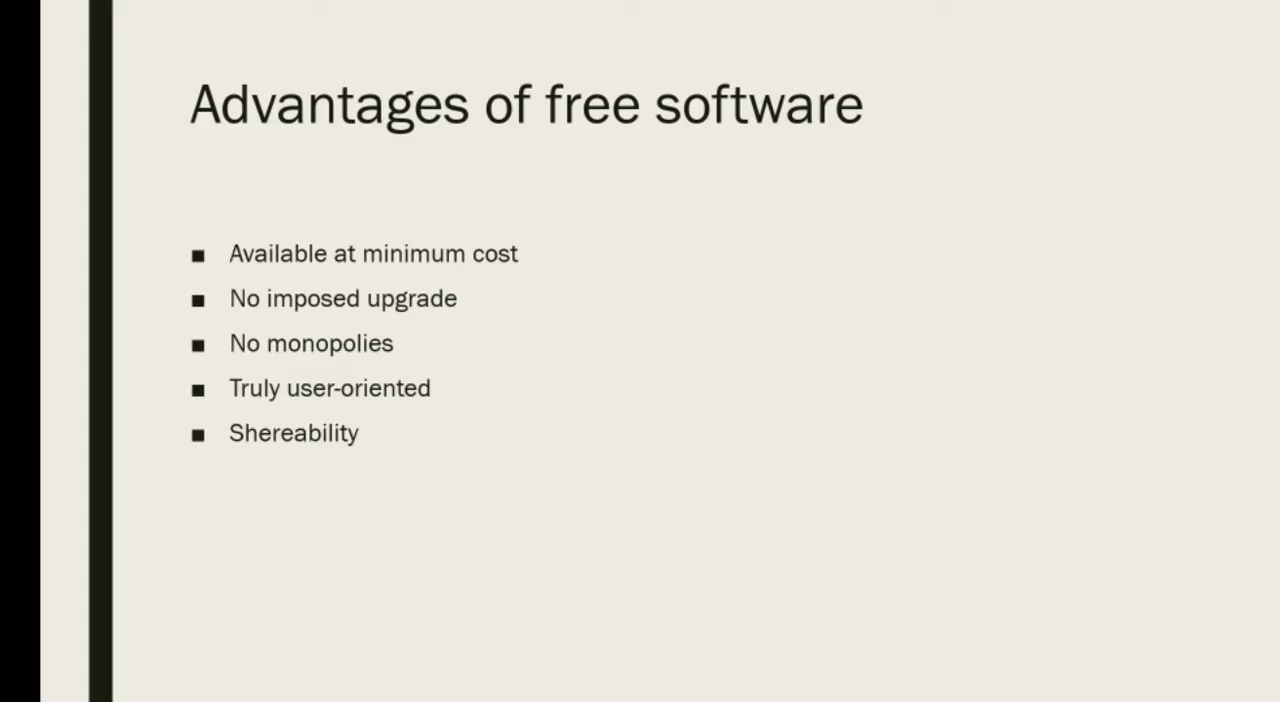 Advantages of free software
Available at minimum cost
No imposed upgrade
No monopolies
Truly user-oriented
Shereability